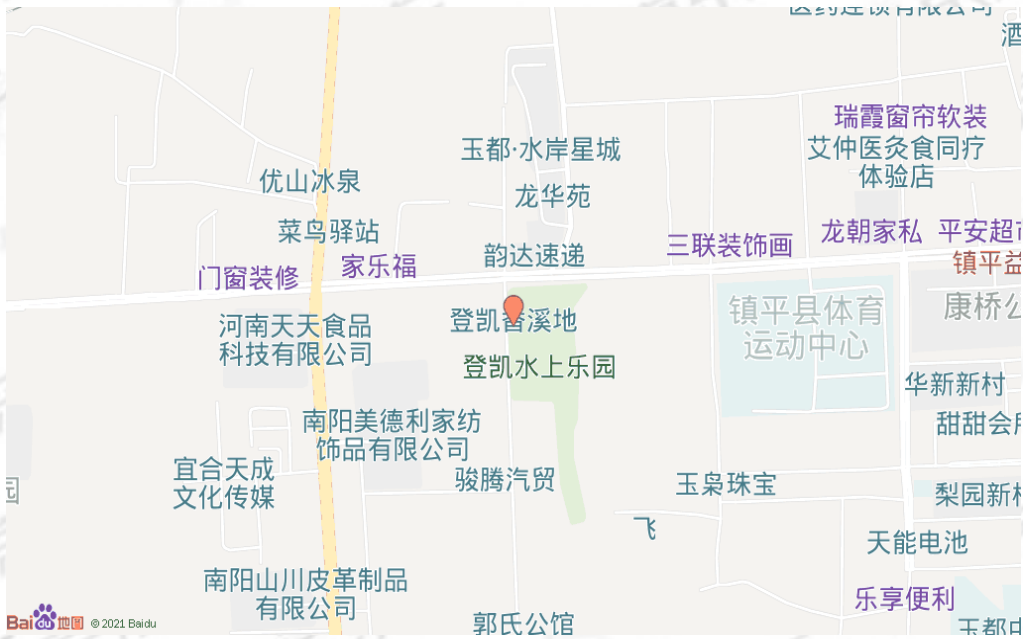 医药连锁有限公司
酒
瑞霞窗帘软装
玉都·水岸星城
艾仲医灸食同疗
体验店
优山冰泉
龙华苑
菜鸟驿站
龙朝家私
平安超市
三联装饰画
韵达速递
家乐福
镇平益
门窗装修
镇平县体育
运动中心
康桥公
登凯香溪地
河南天天食品
科技有限公司
登凯水上乐园
华新新村
南阳美德利家纺
饰品有限公司
甜甜会所
宜合天成
文化传媒
骏腾汽贸
玉枭珠宝
园
梨园新村
飞
天能电池
南阳山川皮革制品
有限公司
乐享便利
郭氏公馆
玉都中
Bai du 地图 © 2021 Baidu